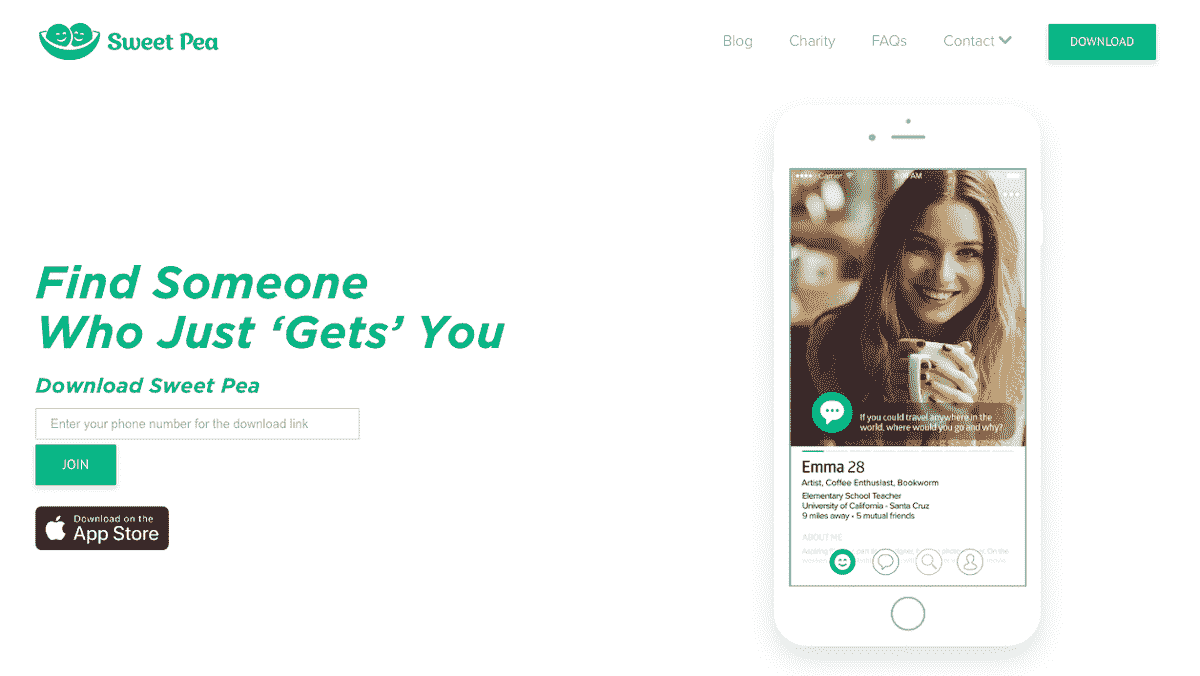 Sweet Pea
Blog
Charity
FAQs
Contact
DOWNLOAD
Find Someone
Who Just ‘Gets’ You
Download Sweet Pea
Enter your phone number for the download link
JOIN
Download on the
App Store
Carrier
AM
If you could travel anywhere in the
world, where would you go and why?
Emma 28
Artist, Coffee Enthusiast, Bookworm
Elementary School Teacher
University of California - Santa Cruz
9 miles away • 5 mutual friends
ABOUT ME